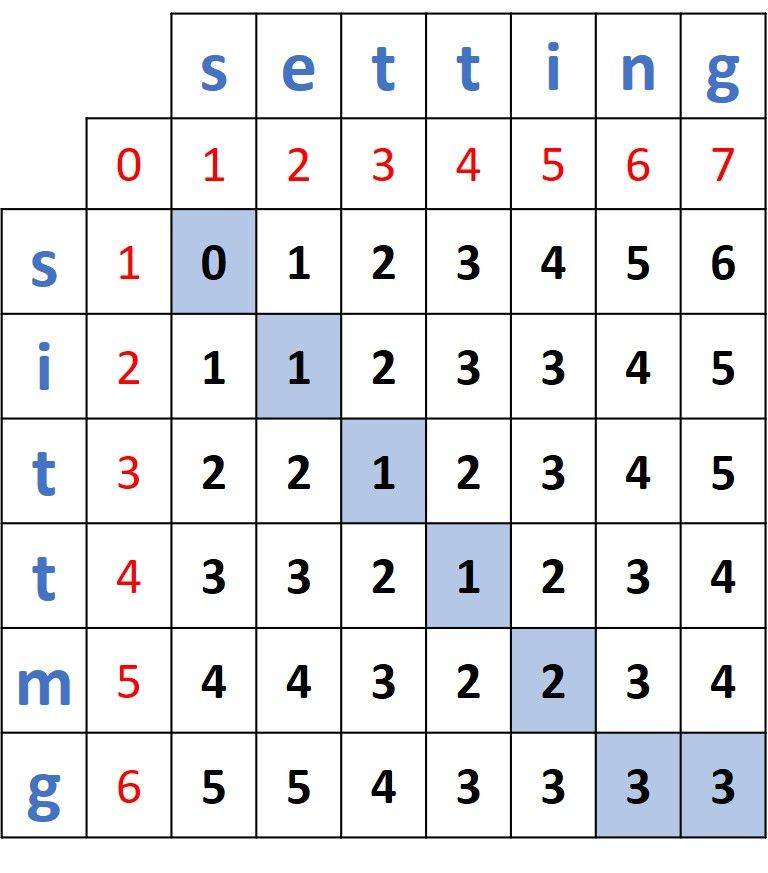 s e t t i n g
0 1 2 3 4 5 6 7
s 1 0 1 2 3 4 5 6
i 2 1 1 2 3 3 4 5
t 3 2 2 1 2 3 4 5
t 4 3 3 2 1 2 3 4
m 5 4 4 3 2 2 3 4
g 6 5 5 4 3 3 3 3